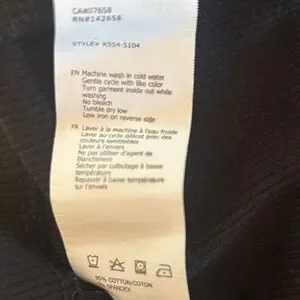 CA#07658
RN#142658
STYLE# K554-5104
EN Machine wash in cold water
Gentle cycle with like color
Turn garment inside out while
washing
No bleach
Tumble dry low
Low iron on reverse side
FR Laver à la machine à l'eau froide
Laver au cycle délicat avec des
couleurs semblables
Laver à l'envers
Ne pas utiliser d'agent de
Blanchiment
Sécher par culbutage à basse
température
Repasser à basse température
sur l'envers
95% COTTON/COTON
5% SPANDEX